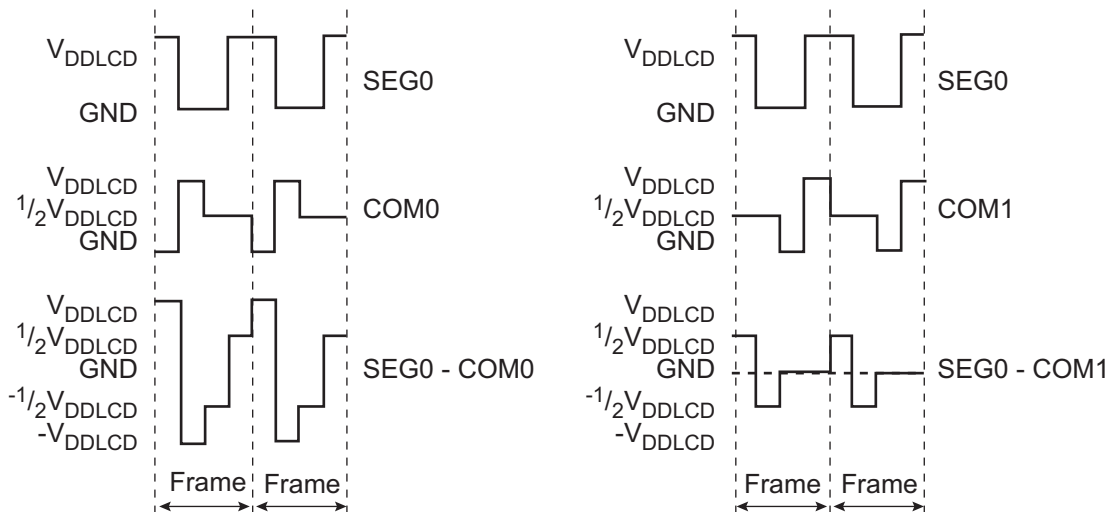 V_DDLCD
GND
SEG0
V_DDLCD
1/2V_DDLCD
GND
COM0
V_DDLCD
1/2V_DDLCD
GND
-1/2V_DDLCD
-V_DDLCD
SEG0 - COM0
Frame Frame
V_DDLCD
GND
SEG0
V_DDLCD
1/2V_DDLCD
GND
COM1
V_DDLCD
1/2V_DDLCD
GND
-1/2V_DDLCD
-V_DDLCD
SEG0 - COM1
Frame Frame